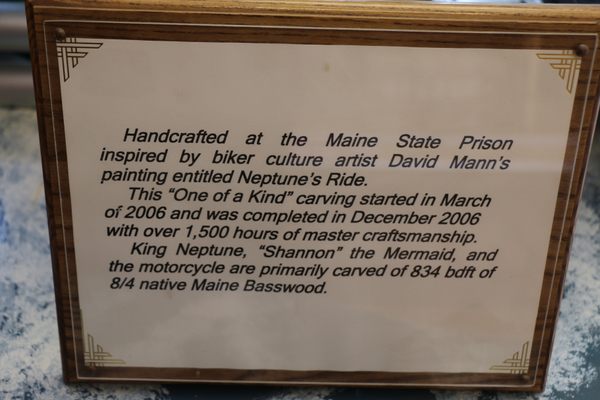 Handcrafted at the Maine State Prison
inspired by biker culture artist David Mann's
painting entitled Neptune's Ride.
This "One of a Kind" carving started in March
of 2006 and was completed in December 2006
with over 1,500 hours of master craftsmanship.
King Neptune, "Shannon" the Mermaid, and
the motorcycle are primarily carved of 834 bdft of
8/4 native Maine Basswood.